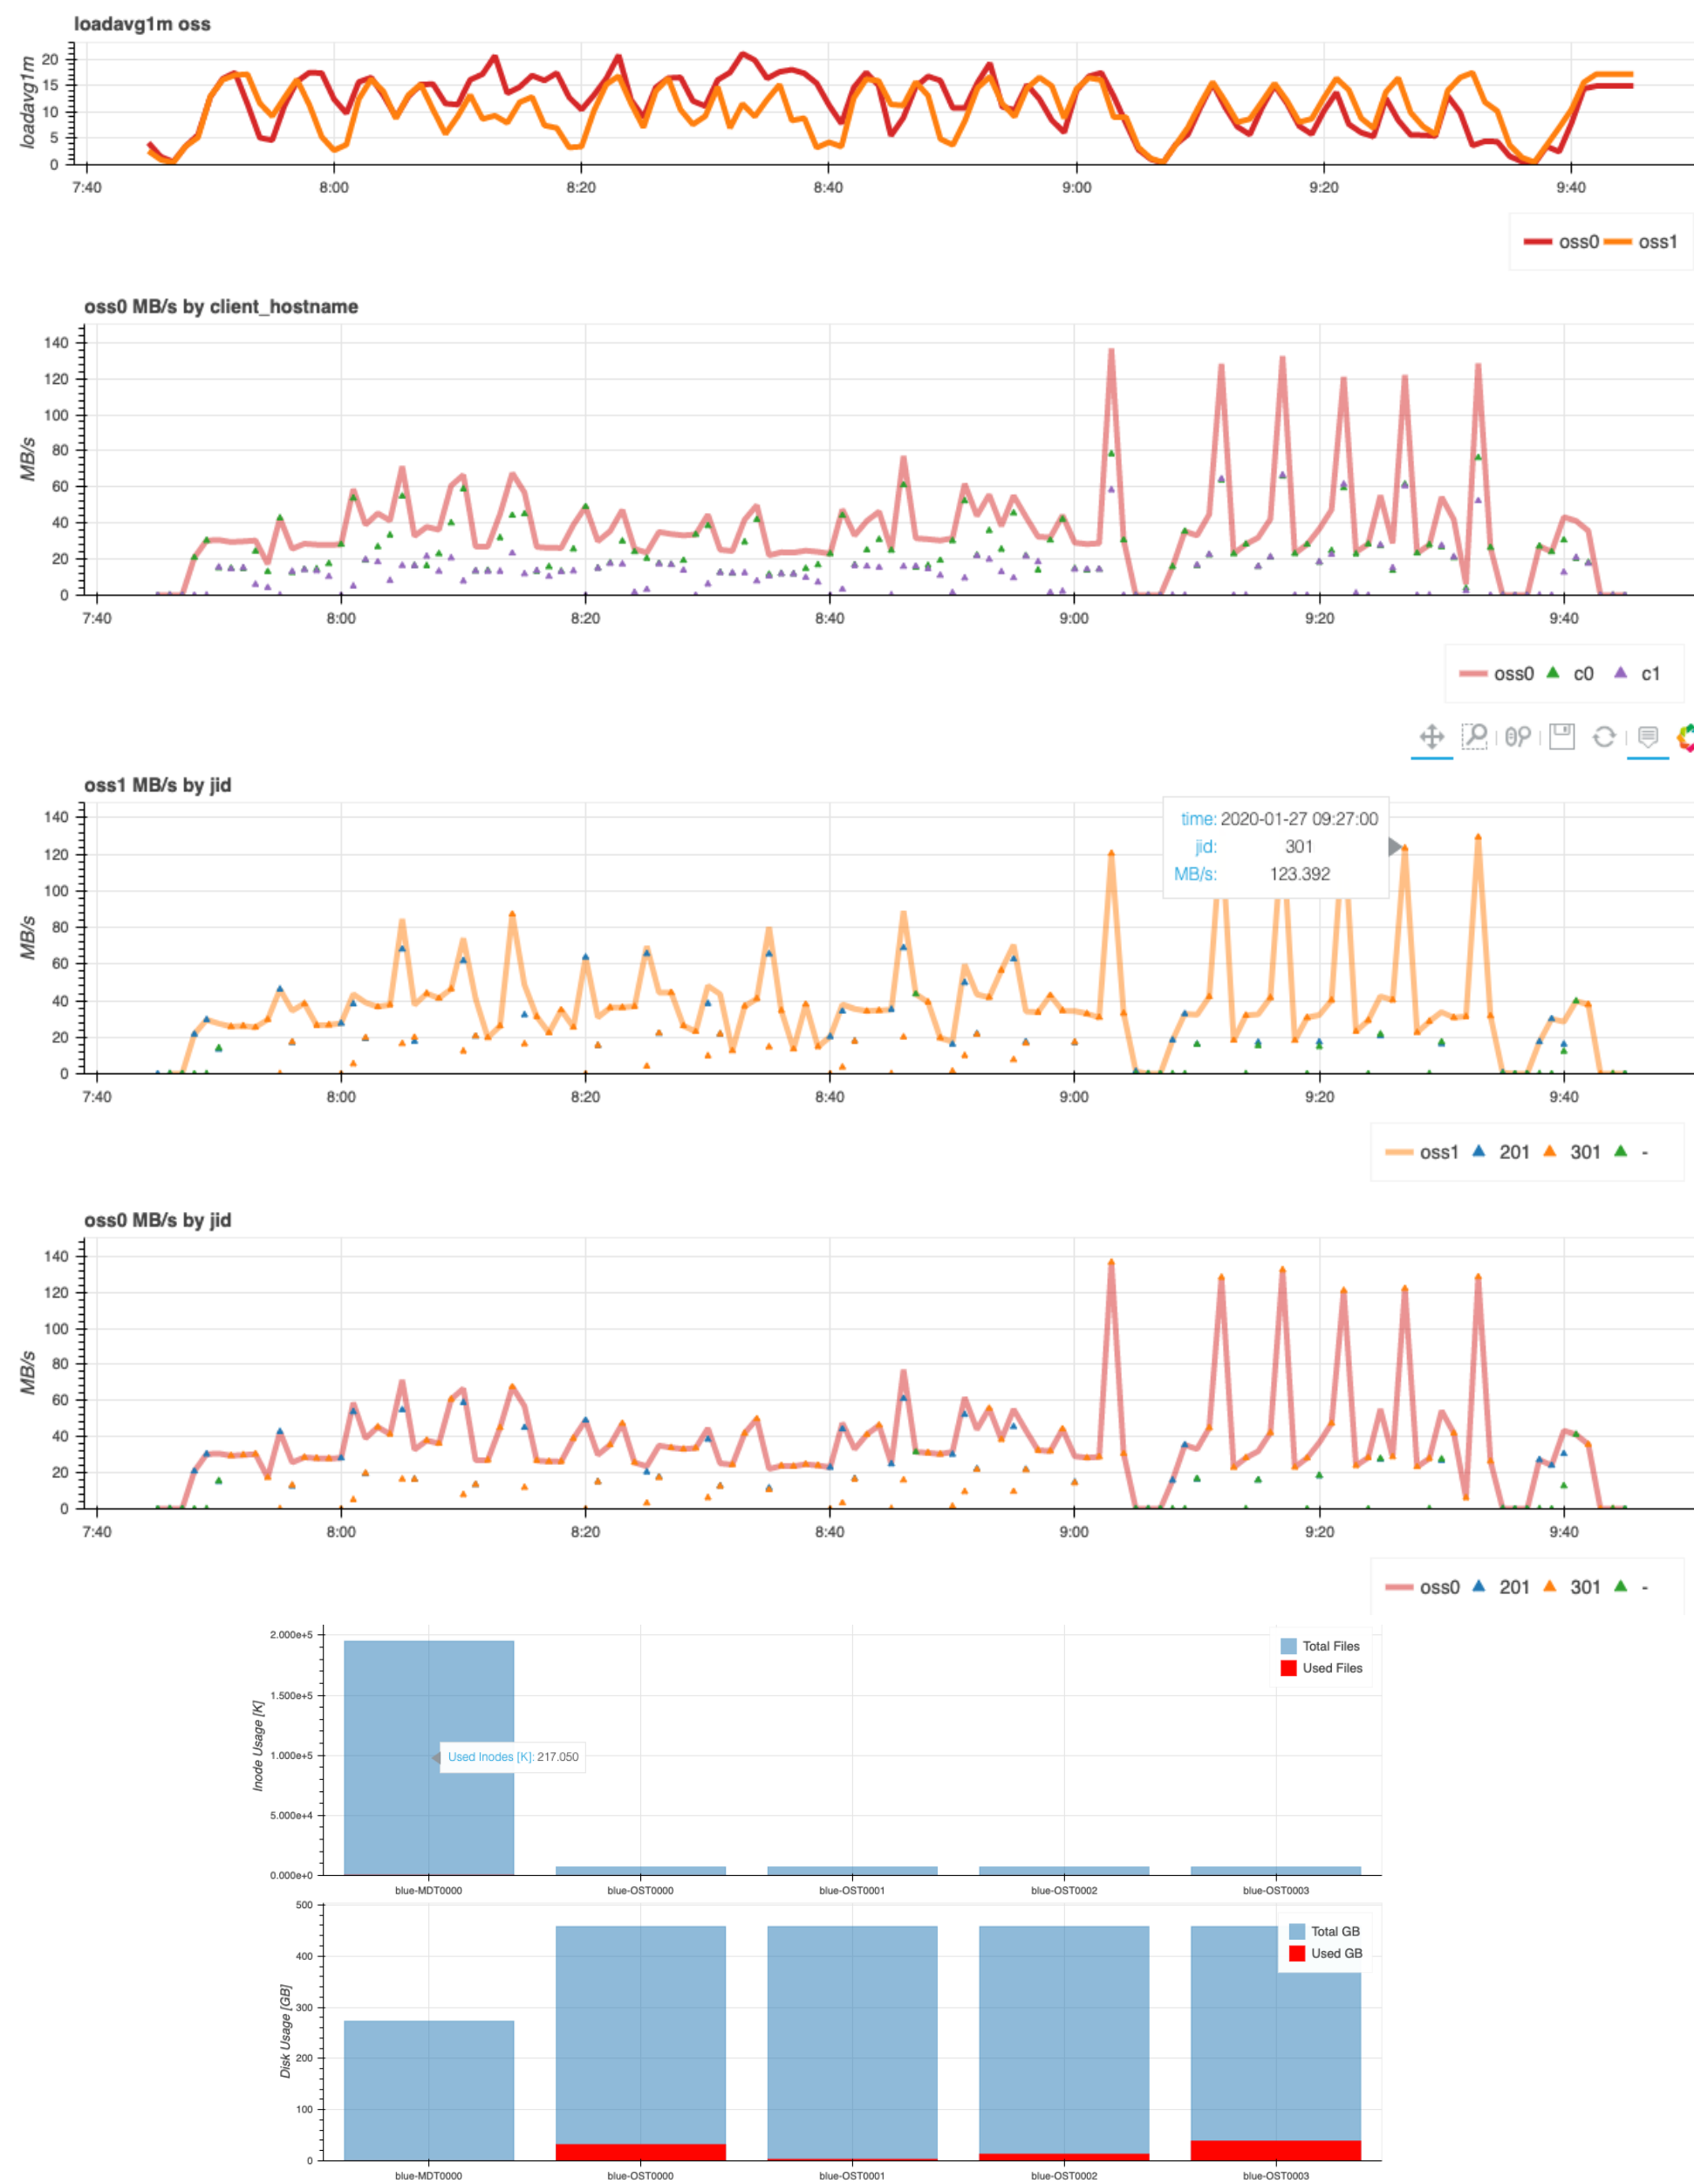 loadavg1m oss
loadavg1m
20
15
10
5
0
7:40 8:00 8:20 8:40 9:00 9:20 9:40
oss0 oss1
oss0 MB/s by client_hostname
MB/s
140
120
100
80
60
40
20
0
7:40 8:00 8:20 8:40 9:00 9:20 9:40
oss0 c0 c1
oss1 MB/s by jid
MB/s
140
120
100
80
60
40
20
0
time: 2020-01-27 09:27:00
jid: 301
MB/s: 123.392
7:40 8:00 8:20 8:40 9:00 9:20 9:40
oss1 201 301 -
oss0 MB/s by jid
MB/s
140
120
100
80
60
40
20
0
7:40 8:00 8:20 8:40 9:00 9:20 9:40
oss0 201 301 -
Inode Usage [K]
2.000e+5
1.500e+5
1.000e+5
5.000e+4
0.000e+0
Total Files
Used Files
Used Inodes [K]: 217.050
blue-MDT0000 blue-OST0000 blue-OST0001 blue-OST0002 blue-OST0003
Disk Usage [GB]
500
400
300
200
100
0
Total GB
Used GB
blue-MDT0000 blue-OST0000 blue-OST0001 blue-OST0002 blue-OST0003